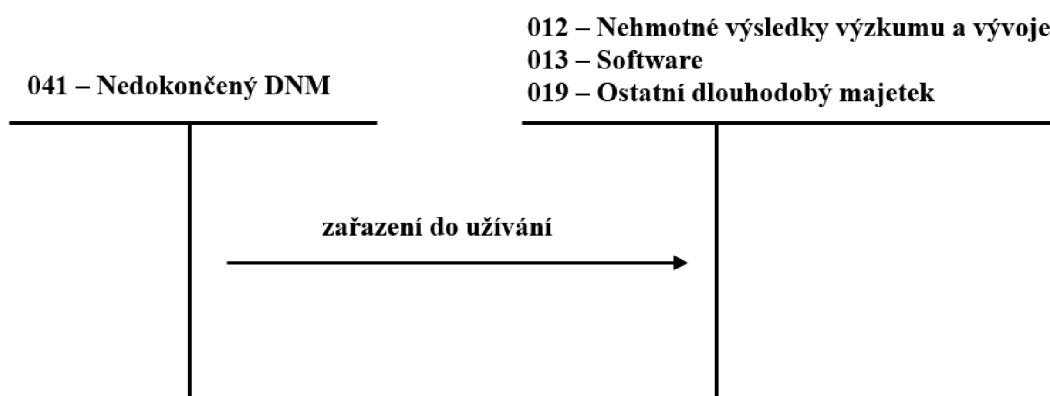 012 – Nehmotné výsledky výzkumu a vývoje
013 – Software
041 – Nedokončený DNM
019 – Ostatní dlouhodobý majetek
zařazení do užívání